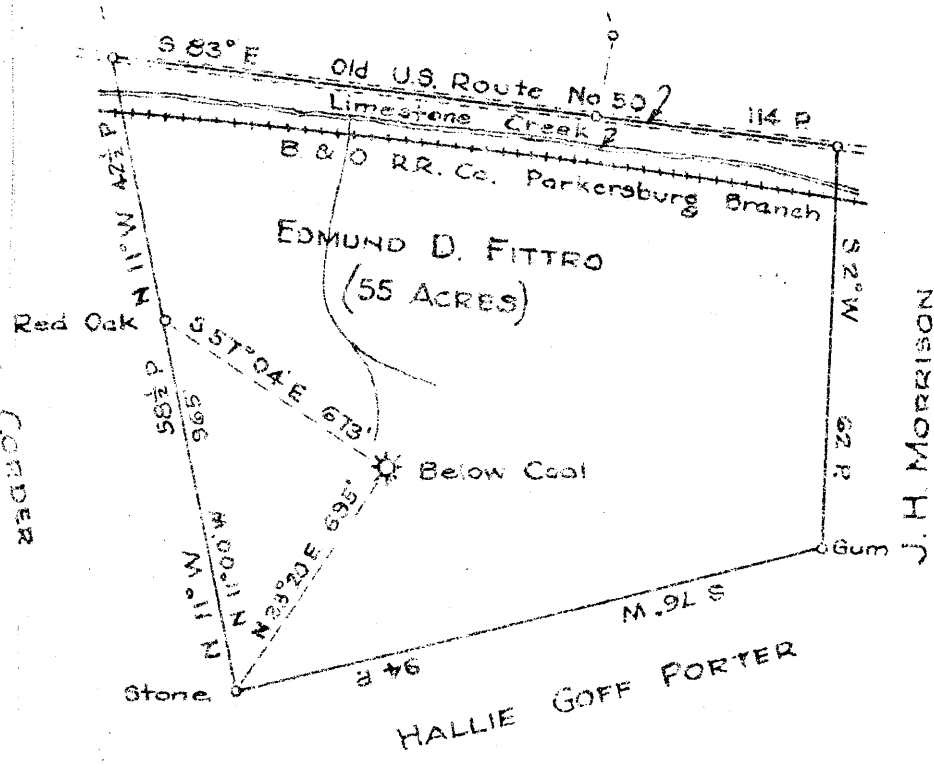 S 83° E
Old U.S. Route No 50
114 P.
Limestone Creek
B & O RR. Co. Parkersburg Branch
N 11° W 42½ P
EDMUND D. FITTRO
(55 ACRES)
S 2° W
62 P.
J. H. MORRISON
Red Oak
S 57° 04' E 673'
58½ P
965
N 11° 00' W
N 11° W
Below Coal
695'
CORDER
Gum
S 76° W
94 P.
Stone
HALLIE GOFF PORTER